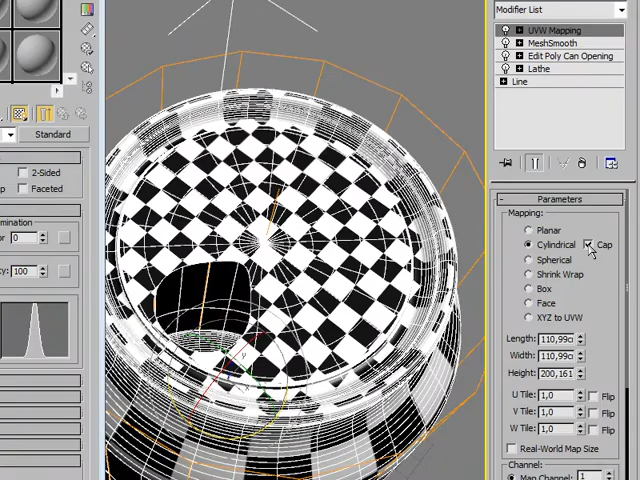 Modifier List
UVW Mapping
MeshSmooth
Edit Poly Can Opening
Lathe
Line
Standard
2-Sided
Faceted
0
100
Parameters
Mapping:
Planar
Cylindrical Cap
Spherical
Shrink Wrap
Box
Face
XYZ to UVW
Length: 110,99c
Width: 110,99c
Height: 200,161
U Tile: 1,0 Flip
V Tile: 1,0 Flip
W Tile: 1,0 Flip
Real-World Map Size
Channel:
Map Channel: 1
y
x